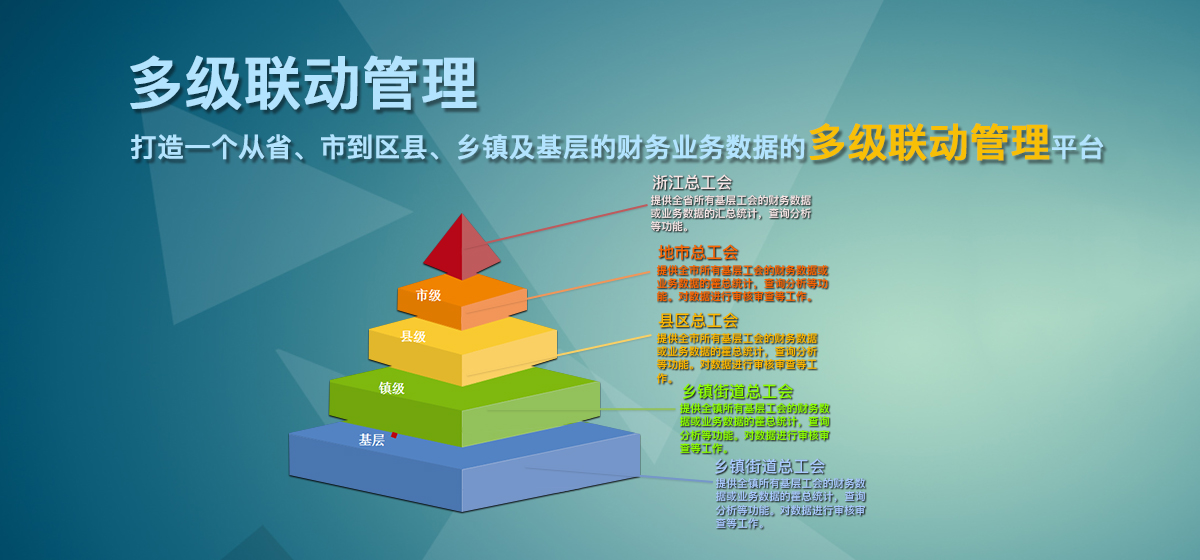 多级联动管理
打造一个从省、市到区县、乡镇及基层的财务业务数据的多级联动管理平台
浙江总工会
提供全省所有基层工会的财务数据
或业务数据的汇总统计，查询分析
等功能。
地市总工会
提供全市所有基层工会的财务数据或
业务数据的汇总统计，查询分析等功
能。对数据进行审核审查等工作。
县区总工会
提供全市所有基层工会的财务数据
或业务数据的汇总统计，查询分析
等功能。对数据进行审核审查等工
作。
乡镇街道总工会
提供全镇所有基层工会的财务数
据或业务数据的汇总统计，查询
分析等功能。对数据进行审核审
查等工作。
乡镇街道总工会
提供全镇所有基层工会的财务数
据或业务数据的汇总统计，查询
分析等功能。对数据进行审核审
查等工作。
市级
县级
镇级
基层